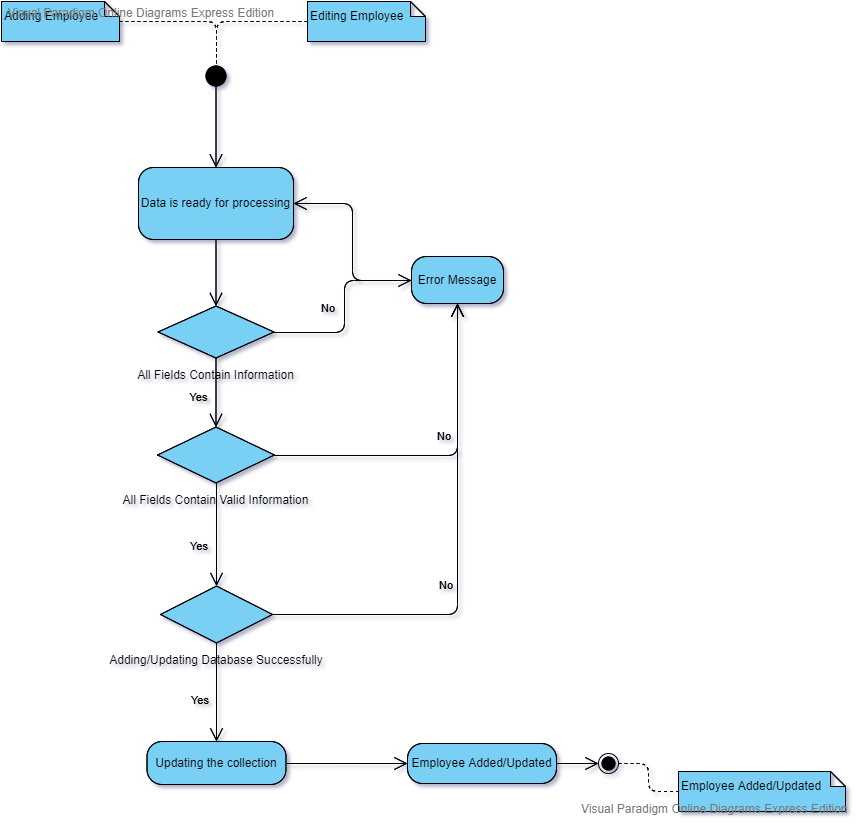 Visual Paradigm Online Diagrams Express Edition
Adding Employee
Editing Employee
Data is ready for processing
Error Message
No
All Fields Contain Information
Yes
No
All Fields Contain Valid Information
Yes
No
Adding/Updating Database Successfully
Yes
Updating the collection
Employee Added/Updated
Employee Added/Updated
Visual Paradigm Online Diagrams Express Edition